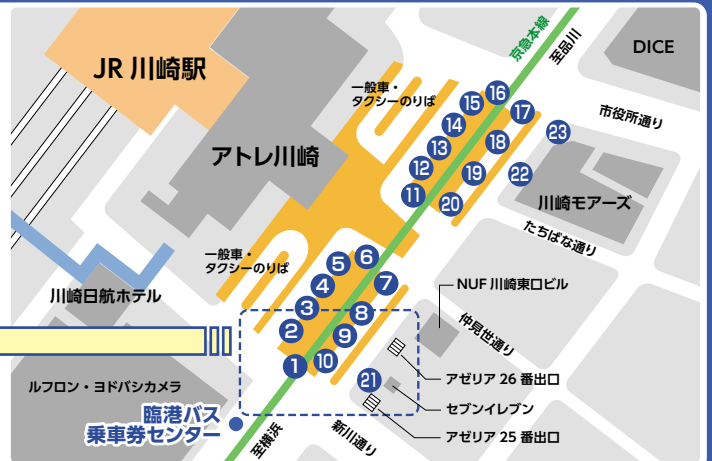 JR 川崎駅
アトレ川崎
一般車・
タクシーのりば
京急本線
至品川
DICE
市役所通り
16
15
17
14
23
13
18
12
19
22
11
20
川崎モアーズ
たちばな通り
一般車・
タクシーのりば
川崎日航ホテル
6
5
7
4
3
8
2
9
10
1
21
NUF 川崎東口ビル
仲見世通り
アゼリア 26 番出口
セブンイレブン
アゼリア 25 番出口
ルフロン・ヨドバシカメラ
臨港バス
乗車券センター
至横浜
新川通り